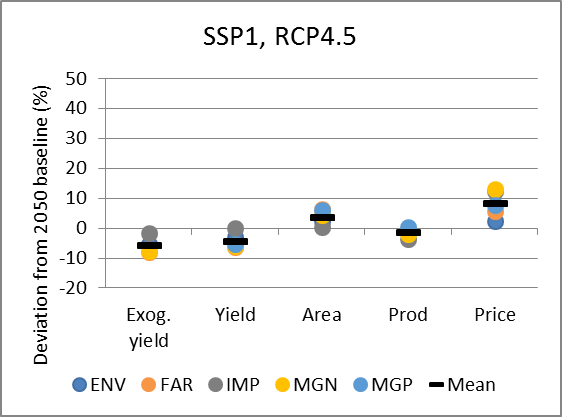 SSP1, RCP4.5
Deviation from 2050 baseline (%)
50
40
30
20
10
0
-10
-20
Exog. yield
Yield
Area
Prod
Price
ENV FAR IMP MGN MGP Mean